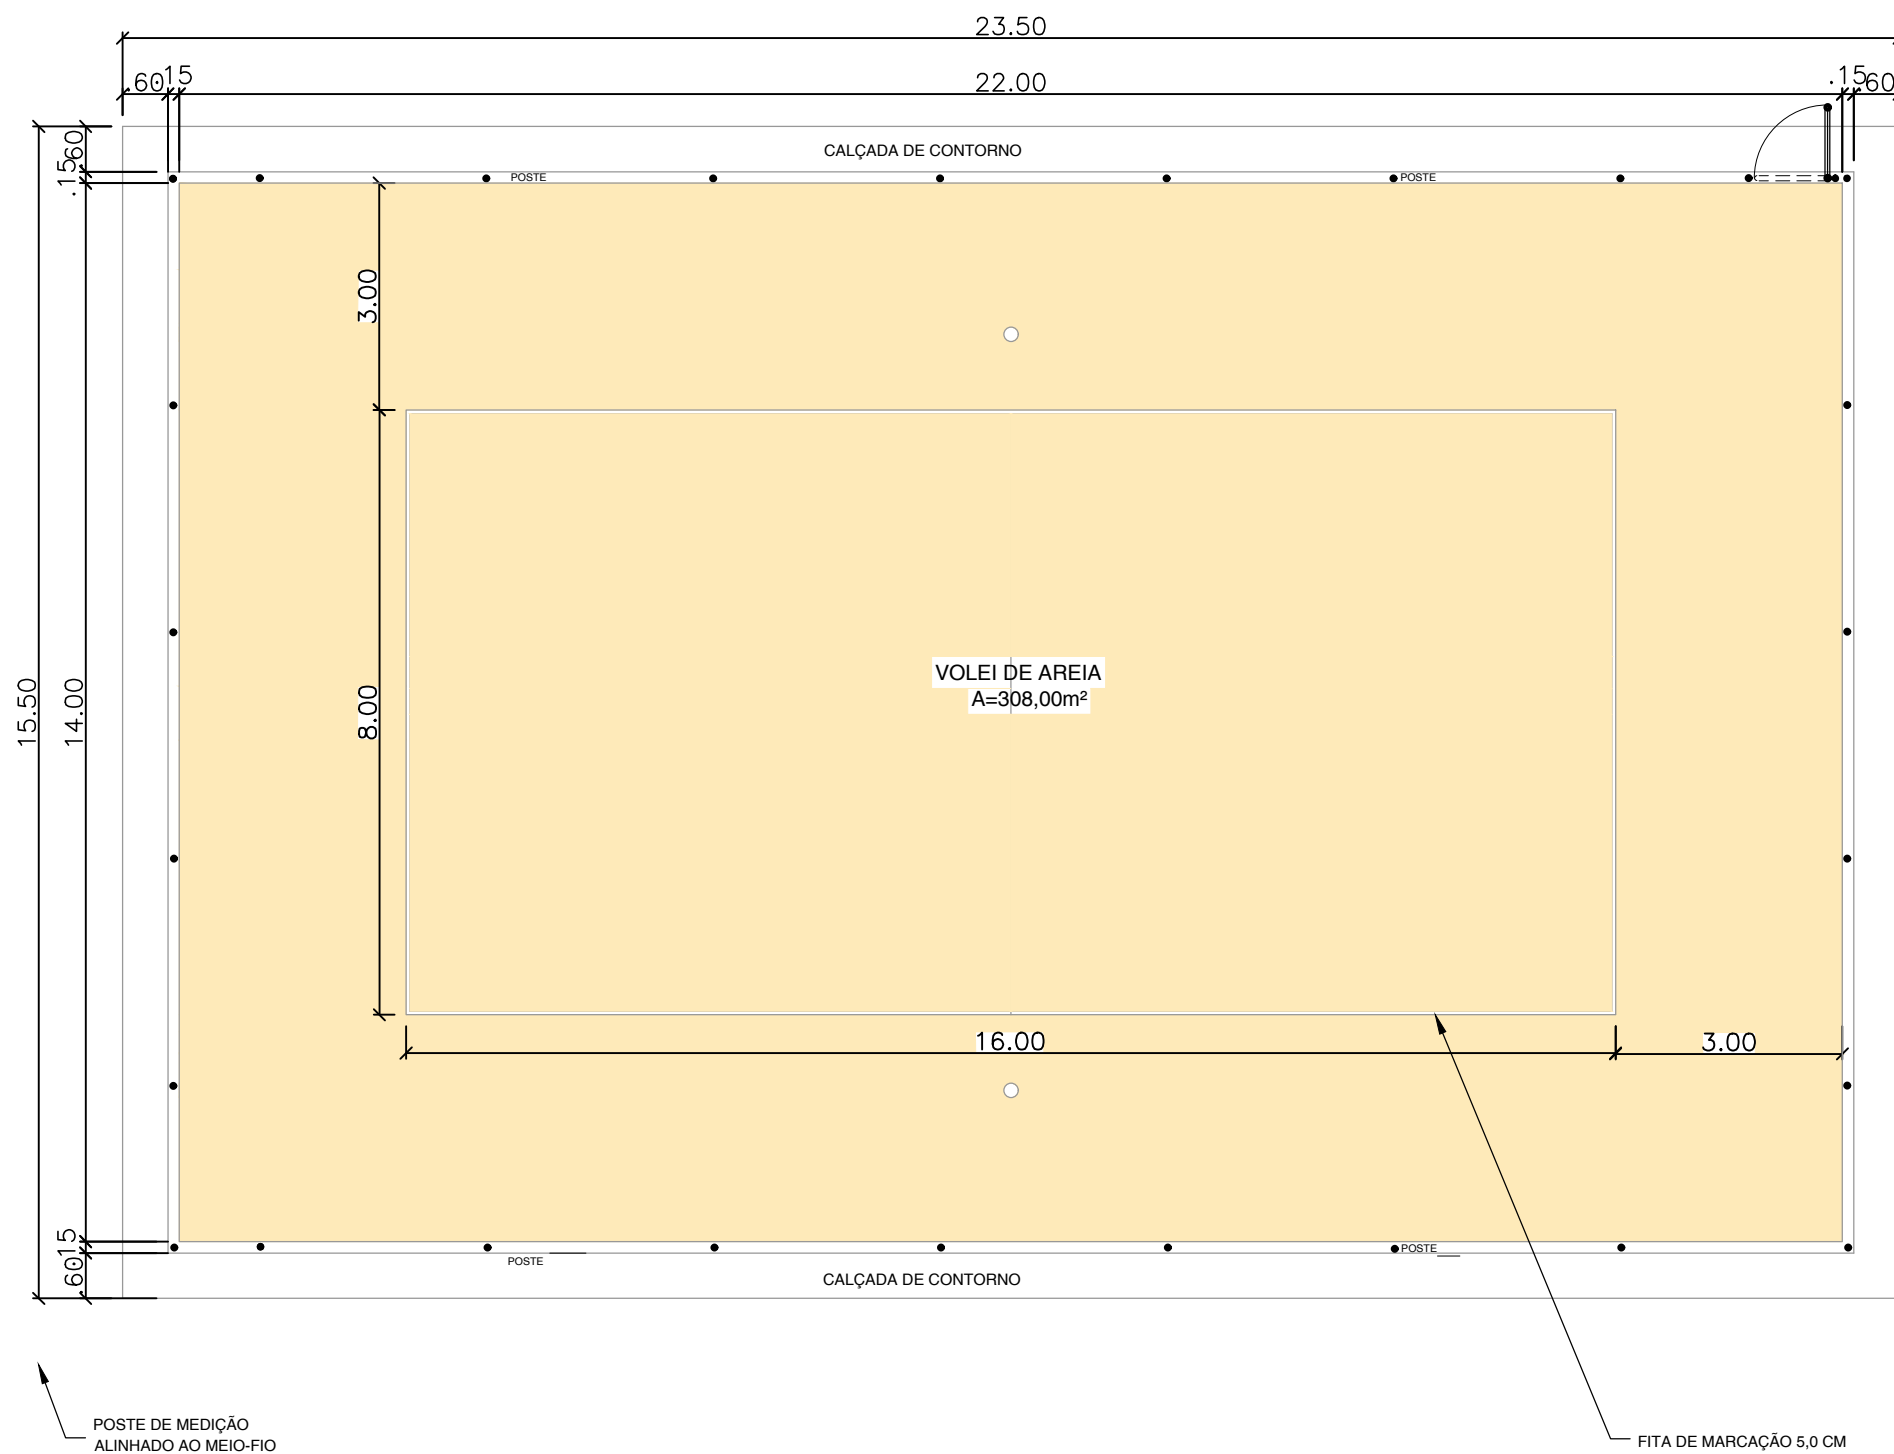 23.50
.60
.15
22.00
.15
.60
.60
.15
CALÇADA DE CONTORNO
POSTE
POSTE
3.00
15.50
14.00
8.00
VOLEI DE AREIA
A=308,00m²
16.00
3.00
.15
.60
POSTE
POSTE
CALÇADA DE CONTORNO
POSTE DE MEDIÇÃO
ALINHADO AO MEIO-FIO
FITA DE MARCAÇÃO 5,0 CM